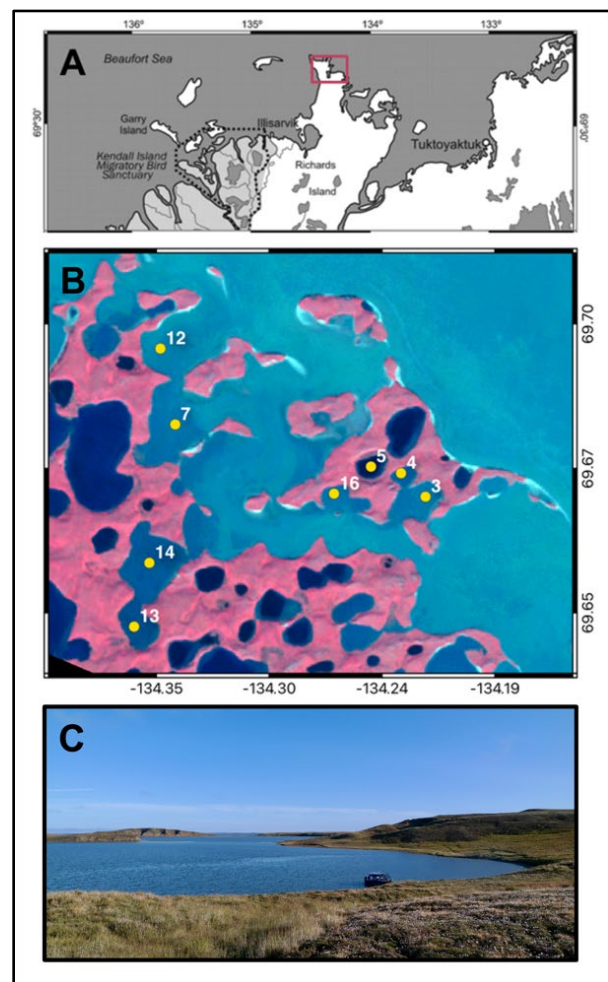 136° 135° 134° 133°
A
Beaufort Sea
69°30'
69°30'
Garry
Island
Illisarvik
Kendall Island
Migratory Bird
Sanctuary
Richards
Island
Tuktoyaktuk
B
12
7
5
4
3
16
14
13
69.70
69.67
69.65
-134.35 -134.30 -134.24 -134.19
C